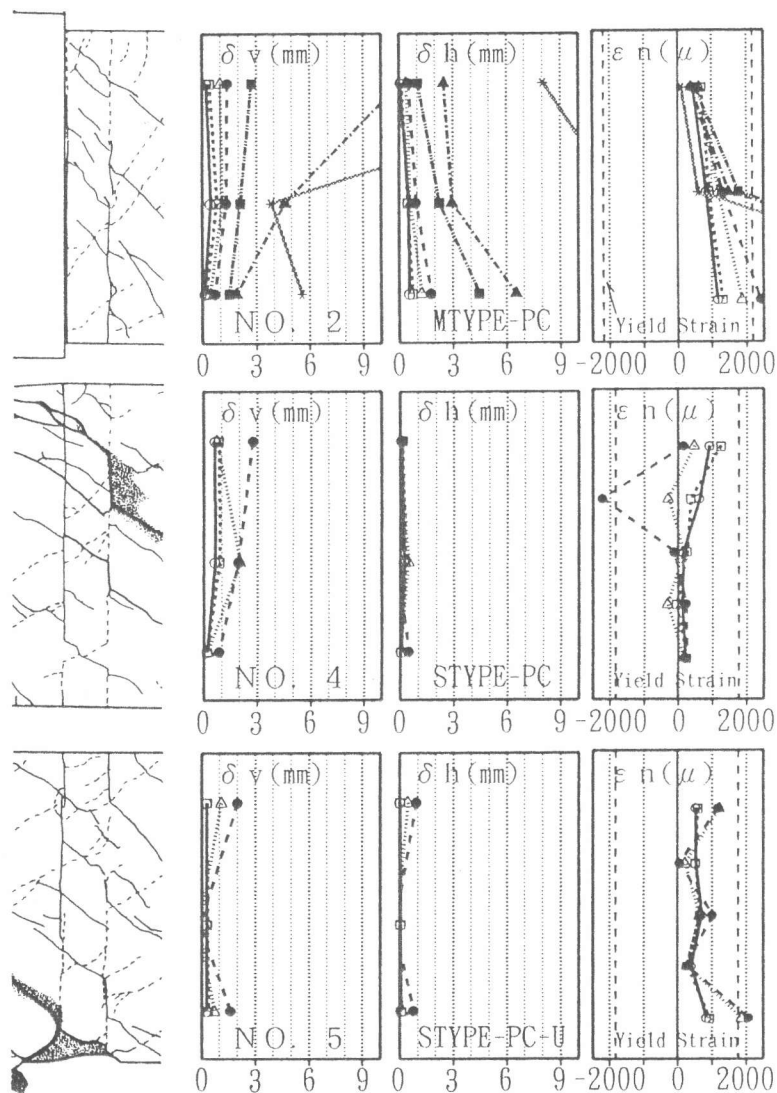 δ v (mm) δ h (mm) ε n (μ)
NO. 2 MTYPE-PC Yield Strain
0 3 6 9 0 3 6 9 -2000 0 2000
δ v (mm) δ h (mm) ε n (μ)
NO. 4 STYPE-PC Yield Strain
0 3 6 9 0 3 6 9 -2000 0 2000
δ v (mm) δ h (mm) ε n (μ)
NO. 5 STYPE-PC-U Yield Strain
0 3 6 9 0 3 6 9 -2000 0 2000